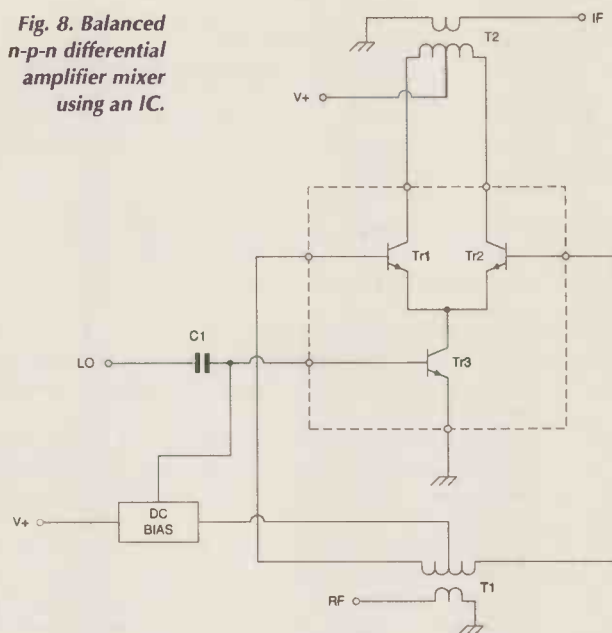 Fig. 8. Balanced
n-p-n differential
amplifier mixer
using an IC.
IF
T2
V+
Tr1
Tr2
C1
LO
Tr3
V+
DC
BIAS
T1
RF